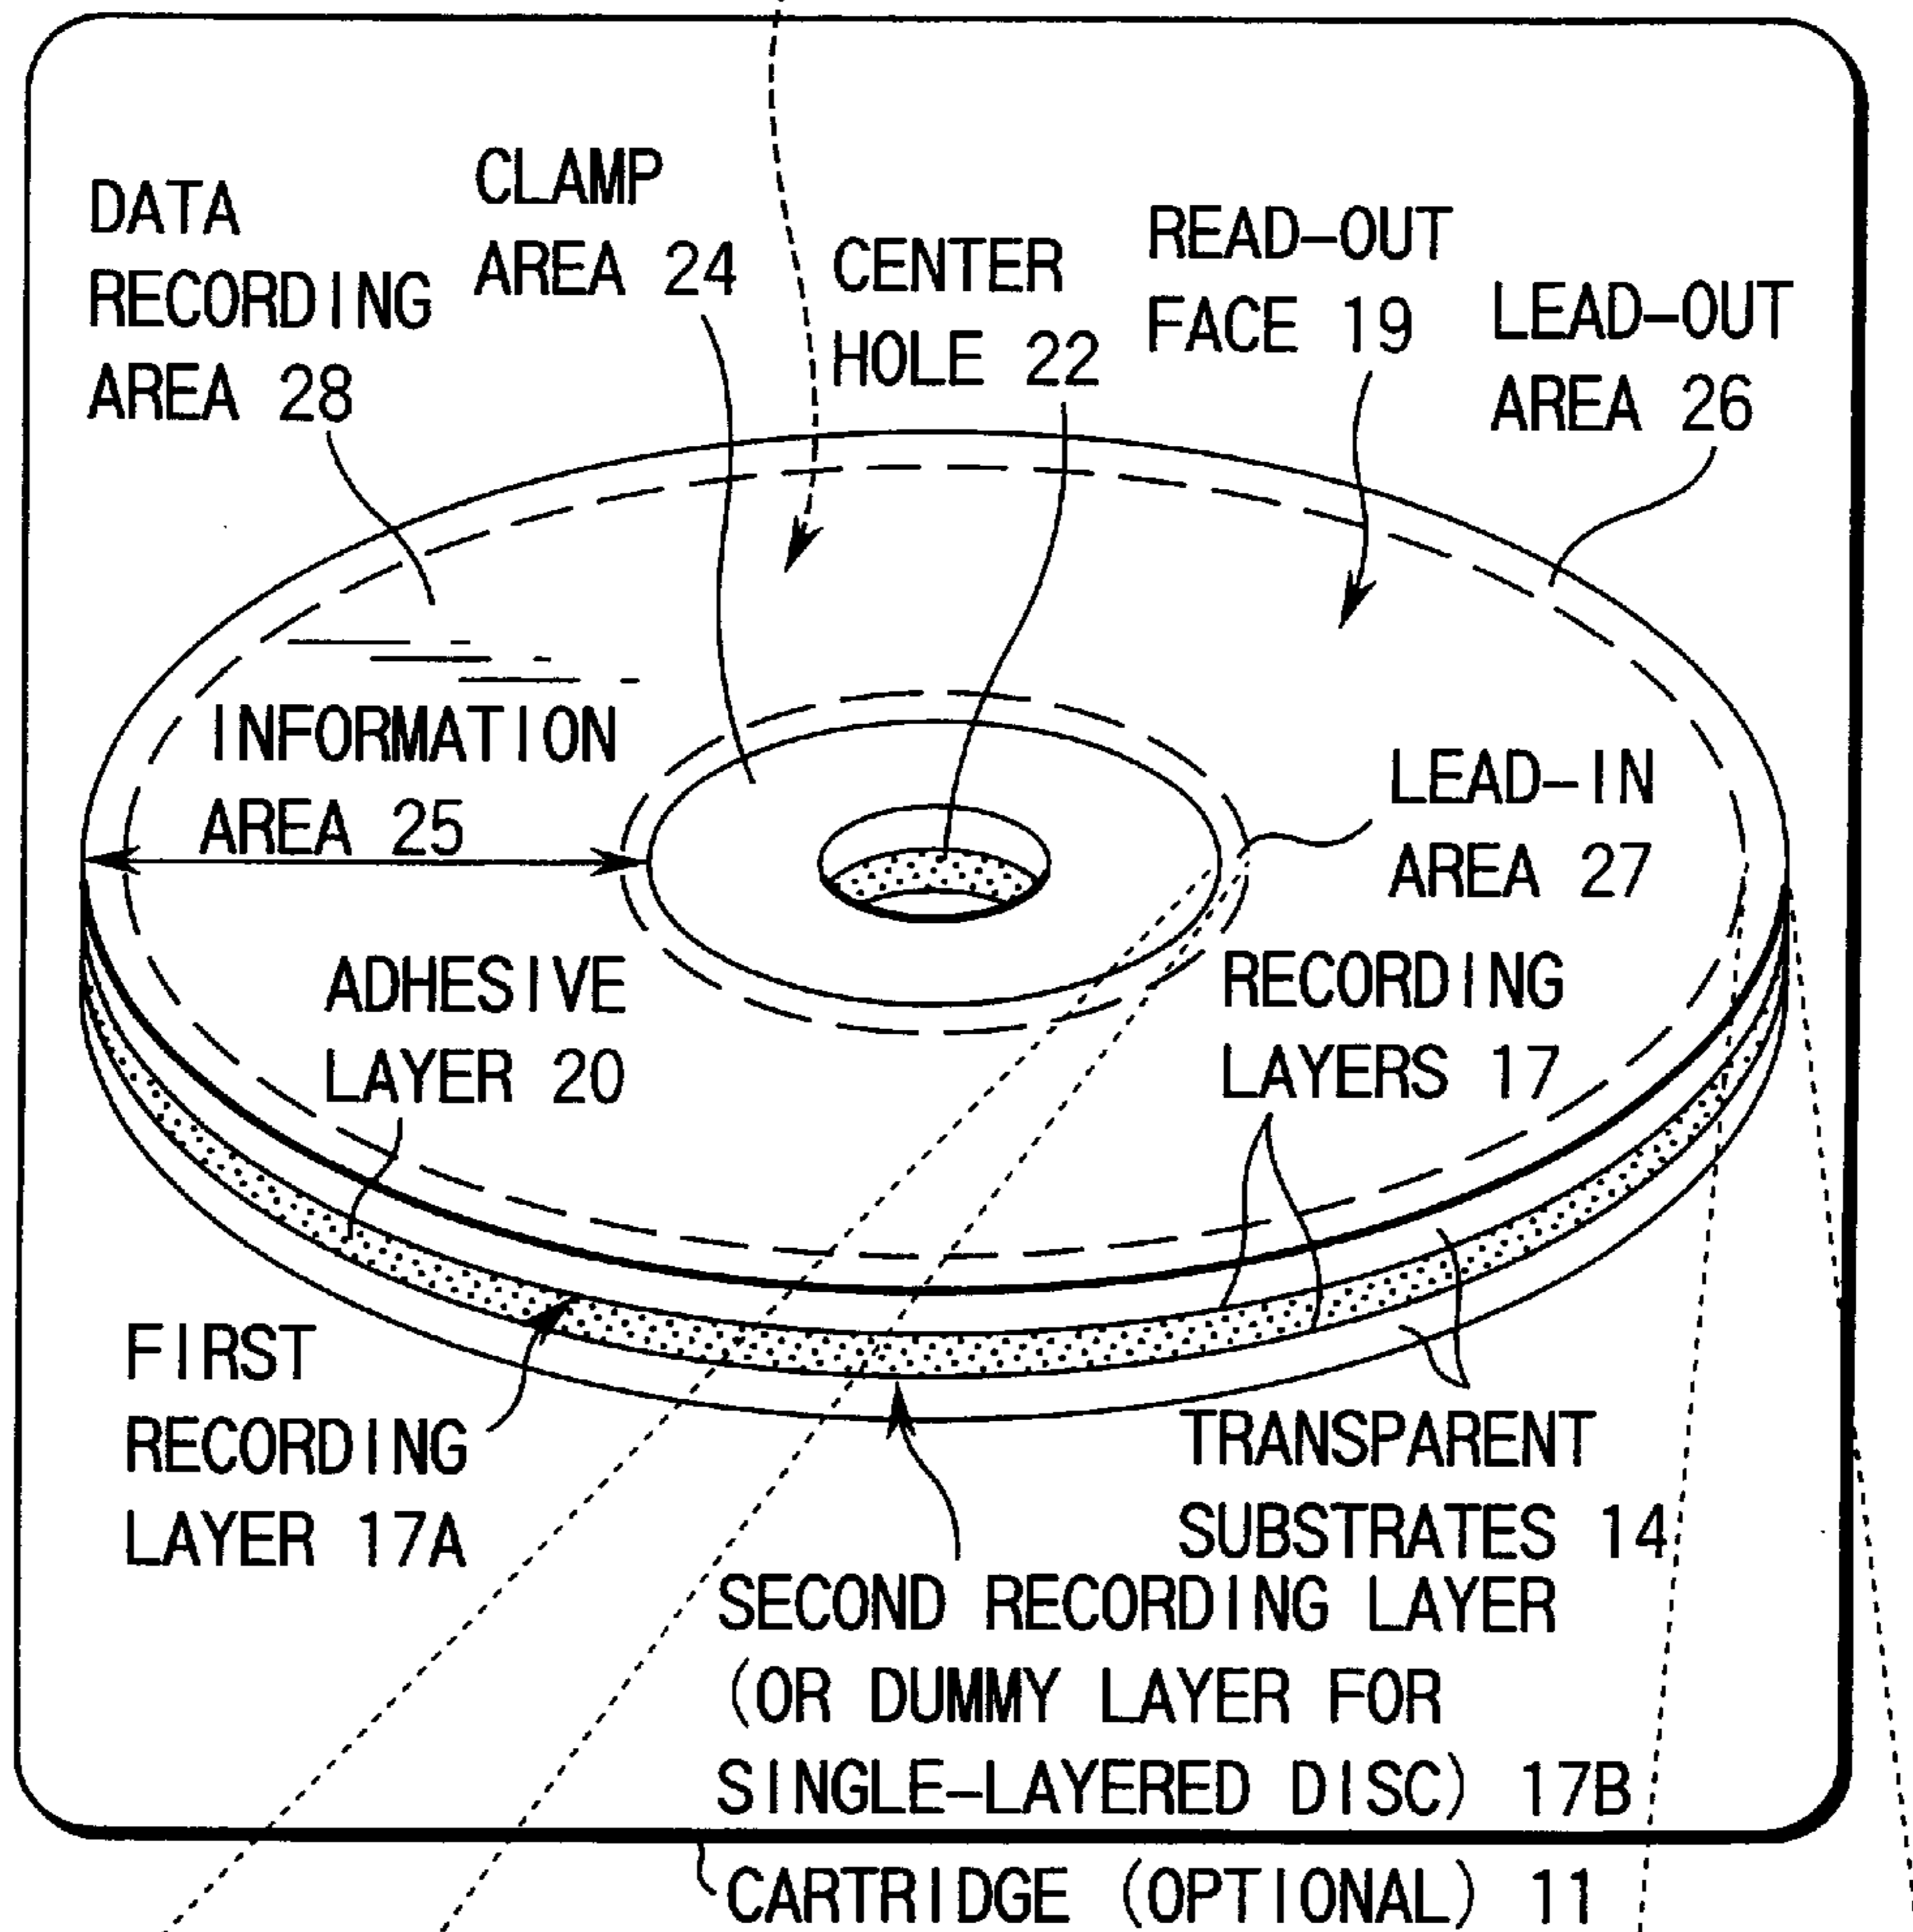 DATA
RECORDING
AREA 28
CLAMP
AREA 24
CENTER
HOLE 22
READ-OUT
FACE 19
LEAD-OUT
AREA 26
INFORMATION
AREA 25
LEAD-IN
AREA 27
ADHESIVE
LAYER 20
RECORDING
LAYERS 17
FIRST
RECORDING
LAYER 17A
TRANSPARENT
SUBSTRATES 14
SECOND RECORDING LAYER
(OR DUMMY LAYER FOR
SINGLE-LAYERED DISC) 17B
CARTRIDGE (OPTIONAL) 11